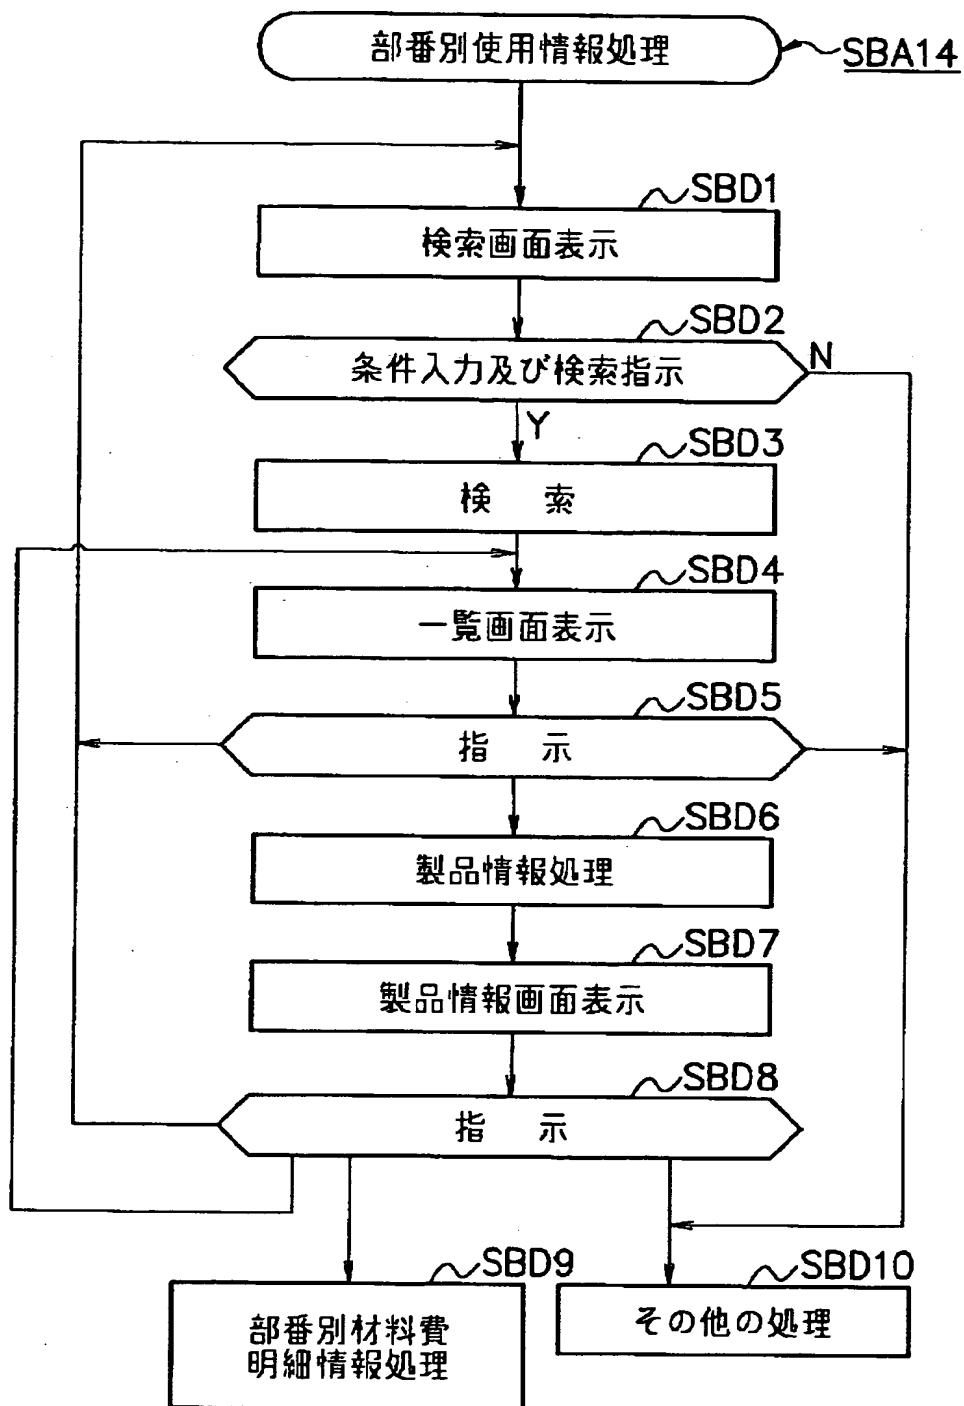 部番別使用情報処理
SBA14
SBD1
検索画面表示
SBD2
条件入力及び検索指示
N
Y
SBD3
検 索
SBD4
一覧画面表示
SBD5
指 示
SBD6
製品情報処理
SBD7
製品情報画面表示
SBD8
指 示
SBD9
部番別材料費
明細情報処理
SBD10
その他の処理